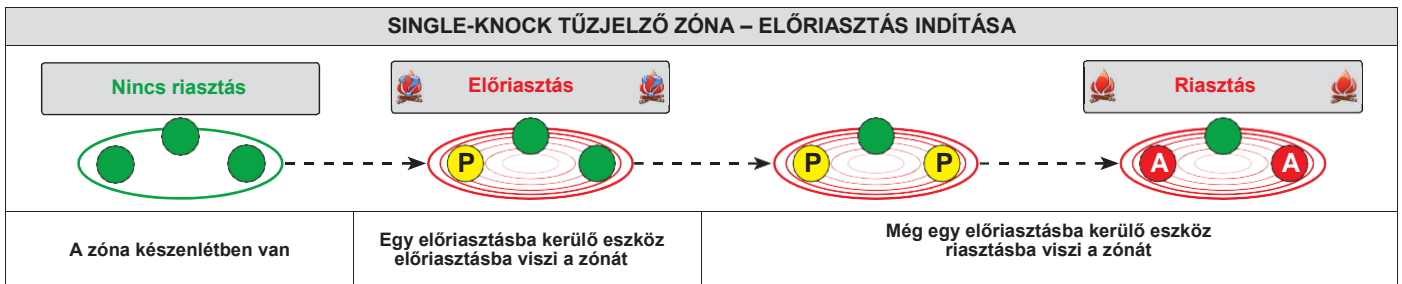 SINGLE-KNOCK TŰZJELZŐ ZÓNA – ELŐRIASZTÁS INDÍTÁSA
Nincs riasztás
Előriasztás
Riasztás
P
P
P
A
A
A zóna készenlétben van
Egy előriasztásba kerülő eszköz
előriasztásba viszi a zónát
Még egy előriasztásba kerülő eszköz
riasztásba viszi a zónát